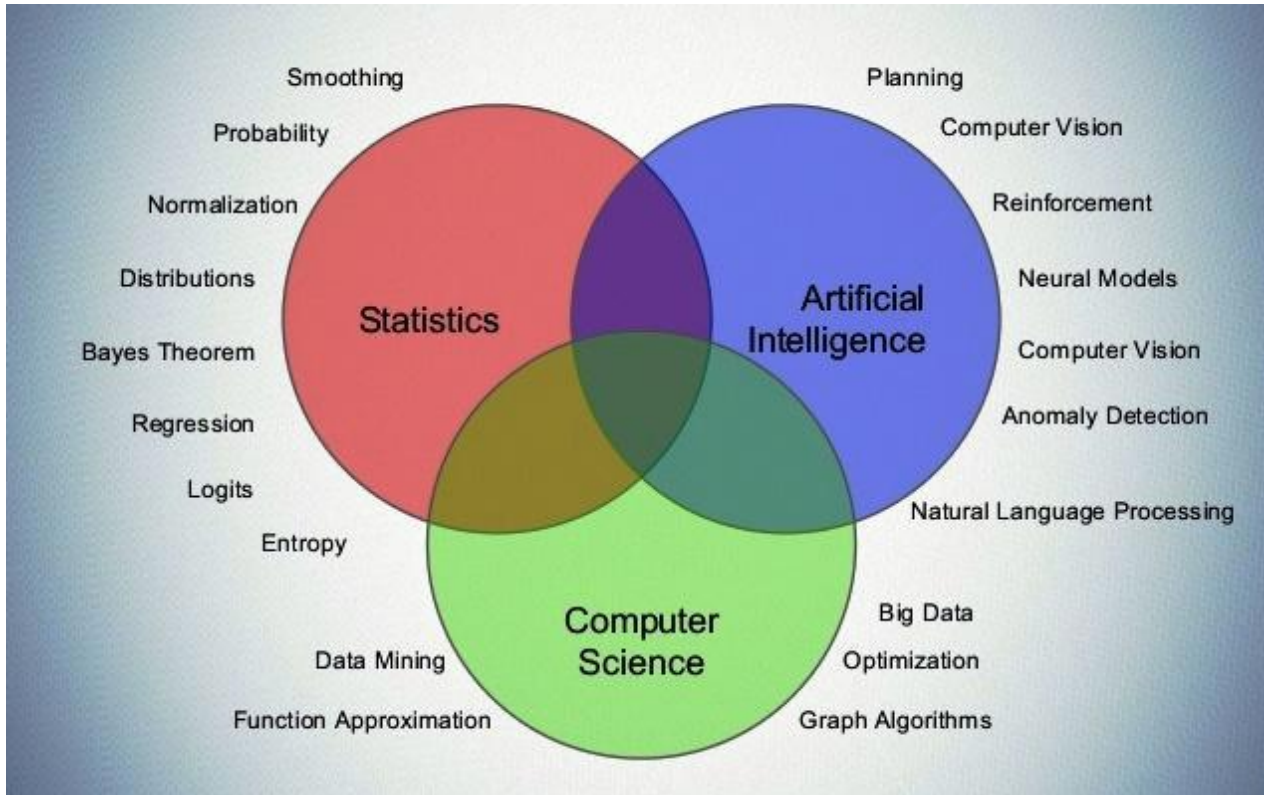 Smoothing
Planning
Probability
Computer Vision
Normalization
Reinforcement
Distributions
Neural Models
Statistics
Artificial
Intelligence
Bayes Theorem
Computer Vision
Regression
Anomaly Detection
Logits
Natural Language Processing
Entropy
Computer
Science
Big Data
Data Mining
Optimization
Function Approximation
Graph Algorithms